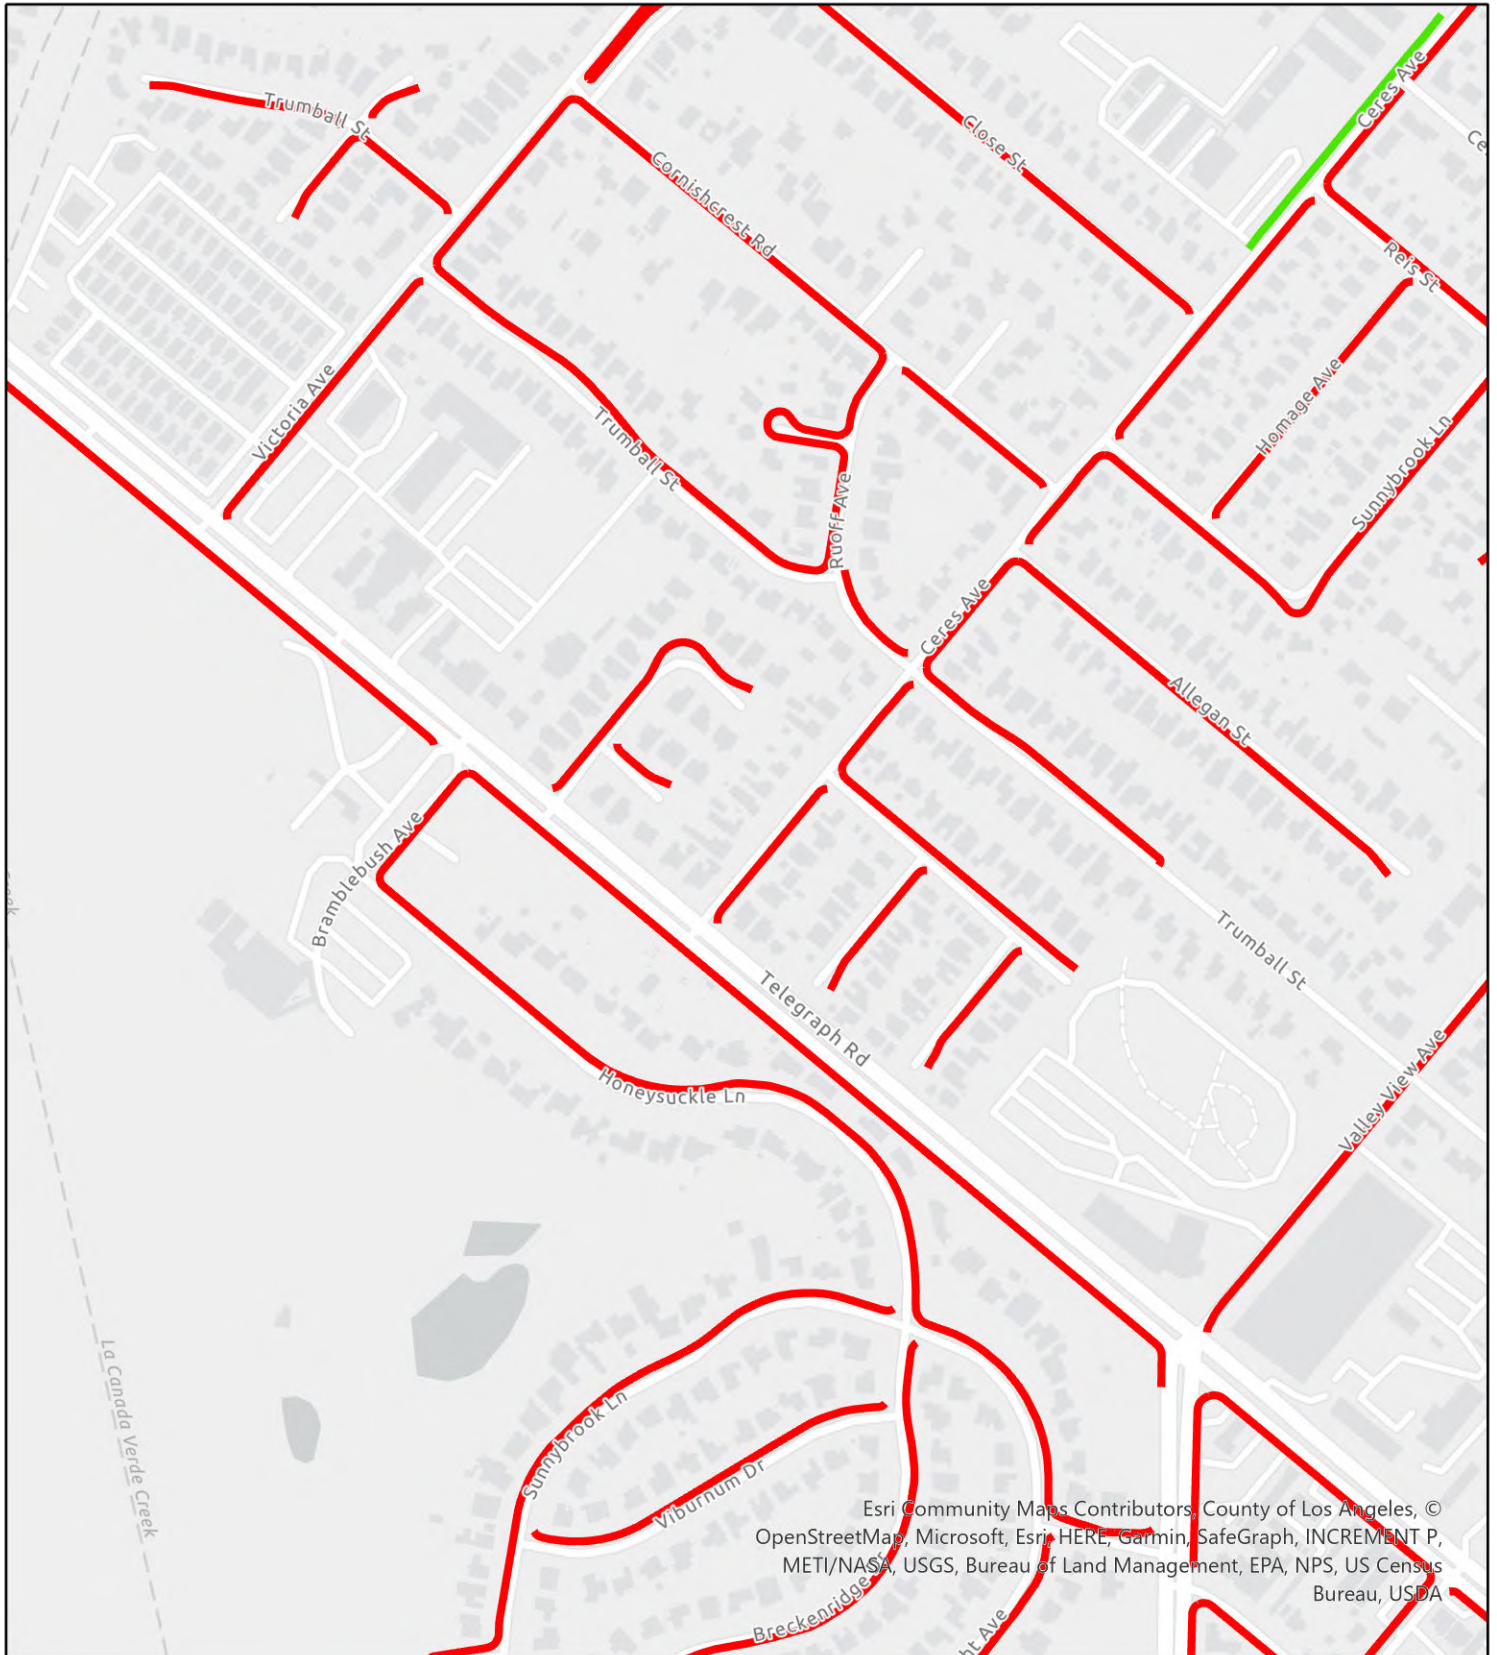 Ceres Ave
Trumball St
Close St
Ce
Cornishcrest Rd
Reis St
Victoria Ave
Homage Ave
Trumball St
Sunnybrook Ln
Ruoff Ave
Ceres Ave
Allegan St
Bramblebush Ave
Trumball St
Telegraph Rd
Honeysuckle Ln
Valley View Ave
La Canada Verde Creek
Sunnybrook Ln
Viburnum Dr
Breckenridge
ht Ave
Esri Community Maps Contributors, County of Los Angeles, ©
OpenStreetMap, Microsoft, Esri, HERE, Garmin, SafeGraph, INCREMENT P,
METI/NASA, USGS, Bureau of Land Management, EPA, NPS, US Census
Bureau, USDA